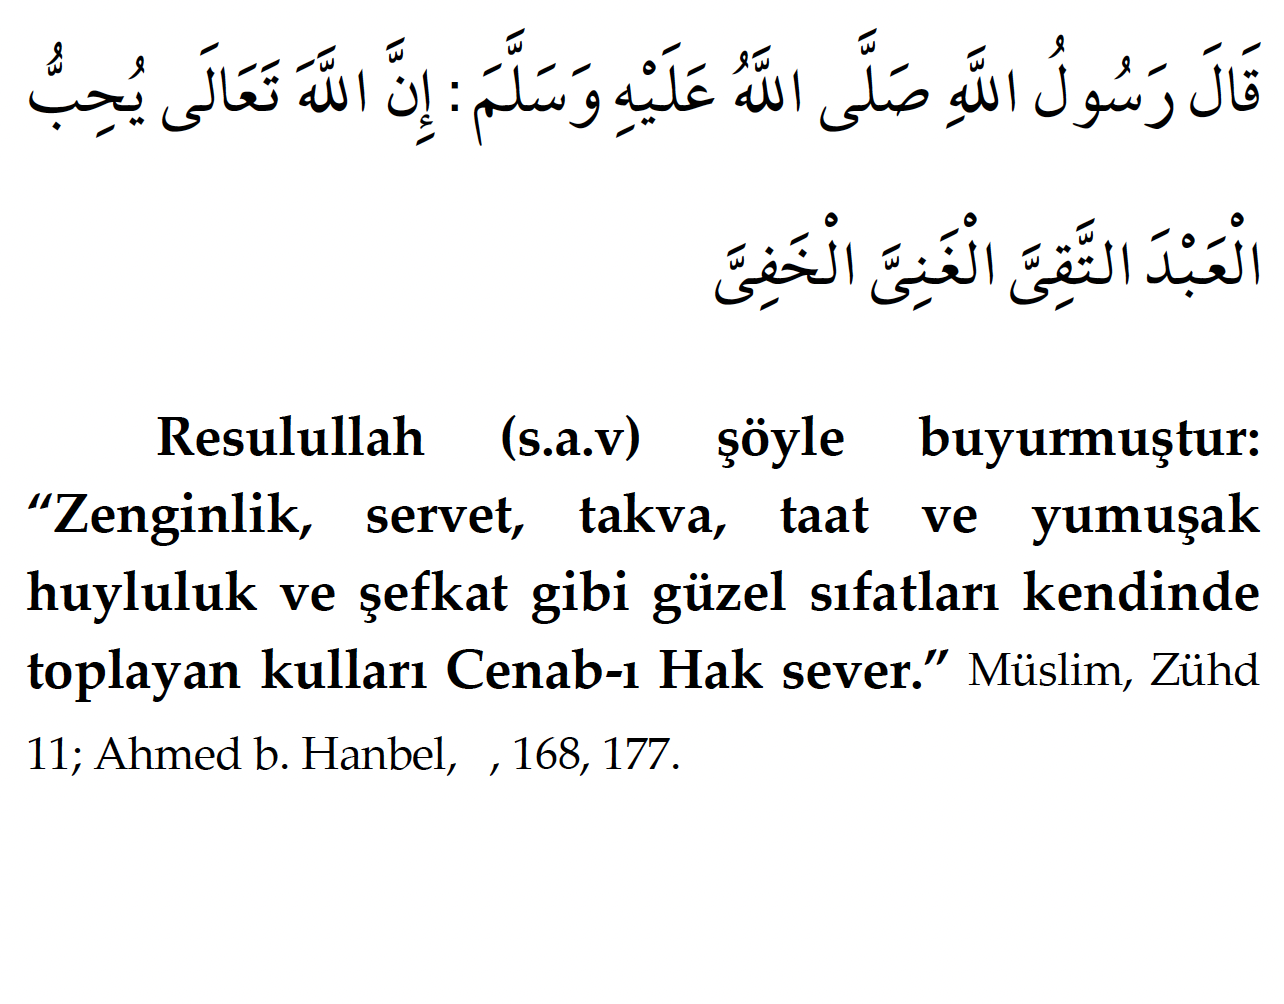 قَالَ رَسُولُ اللَّهِ صَلَّى اللَّهُ عَلَيْهِ وَسَلَّمَ : إِنَّ اللَّهَ تَعَالَى يُحِبُّ
الْعَبْدَ التَّقِىَّ الْغَنِىَّ الْخَفِىَّ
Resulullah (s.a.v) şöyle buyurmuştur:
“Zenginlik, servet, takva, taat ve yumuşak
huyluluk ve şefkat gibi güzel sıfatları kendinde
toplayan kulları Cenab-ı Hak sever.” Müslim, Zühd
11; Ahmed b. Hanbel, , 168, 177.